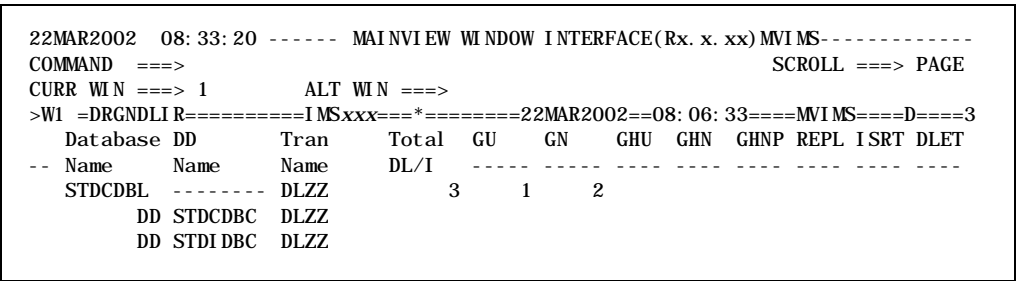 22MAR2002  08:33:20 ------ MAINVIEW WINDOW INTERFACE(Rx.x.xx)MVIMS-------------
COMMAND  ===>                                                 SCROLL ===> PAGE
CURR WIN ===> 1        ALT WIN ===>
>W1 =DRGNDLIR==========IMSxxx===*========22MAR2002==08:06:33====MVIMS====D====3
   Database DD       Tran     Total  GU    GN    GHU  GHN  GHNP REPL ISRT DLET
-- Name     Name     Name     DL/I   ----- ----- ---- ---- ---- ---- ---- ----
   STDCDBL  -------- DLZZ          3     1     2
         DD STDCDBC  DLZZ
         DD STDIDBC  DLZZ